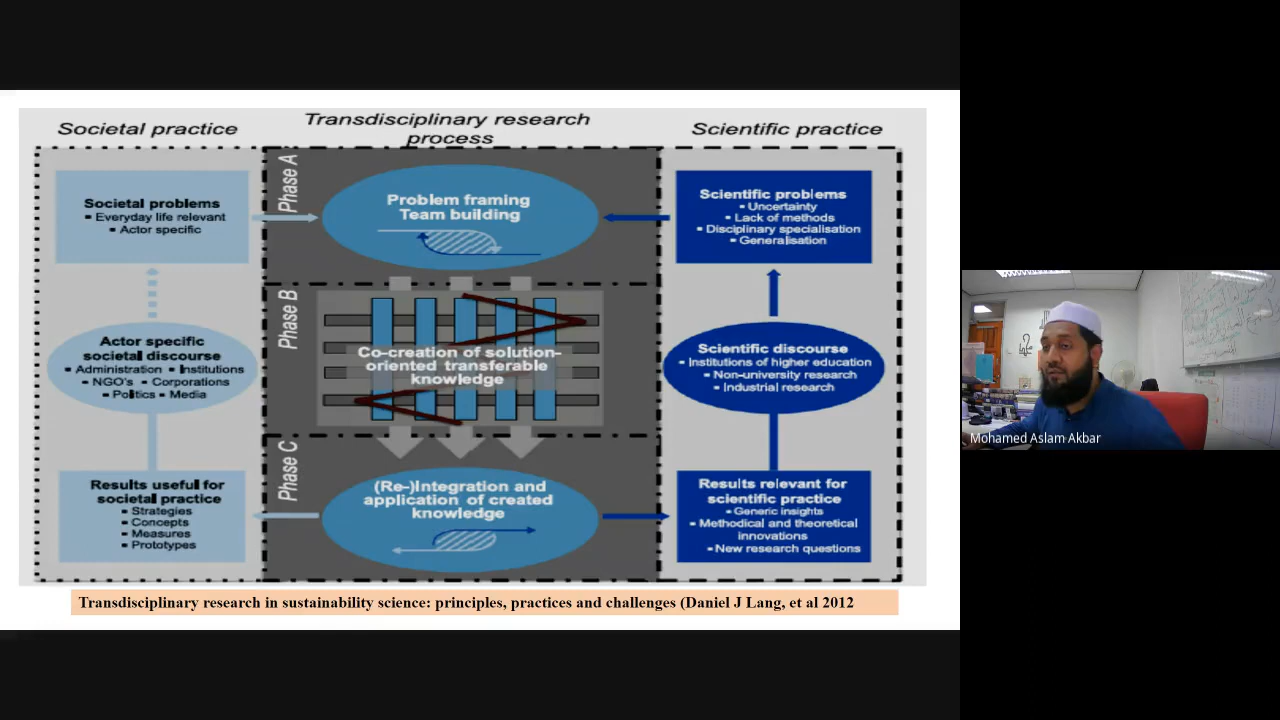 Societal practice
Transdisciplinary research
process
Scientific practice
Phase A
Societal problems
▪ Everyday life relevant
▪ Actor specific
Problem framing
Team building
Scientific problems
▪ Uncertainty
▪ Lack of methods
▪ Disciplinary specialisation
▪ Generalisation
Phase B
Actor specific
societal discourse
▪ Administration ▪ Institutions
▪ NGO's ▪ Corporations
▪ Politics ▪ Media
Co-creation of solution-
oriented transferable
knowledge
Scientific discourse
▪ Institutions of higher education
▪ Non-university research
▪ Industrial research
Phase C
Results useful for
societal practice
▪ Strategies
▪ Concepts
▪ Measures
▪ Prototypes
(Re-)Integration and
application of created
knowledge
Results relevant for
scientific practice
▪ Generic insights
▪ Methodical and theoretical
innovations
▪ New research questions
Transdisciplinary research in sustainability science: principles, practices and challenges (Daniel J Lang, et al 2012
Mohamed Aslam Akbar